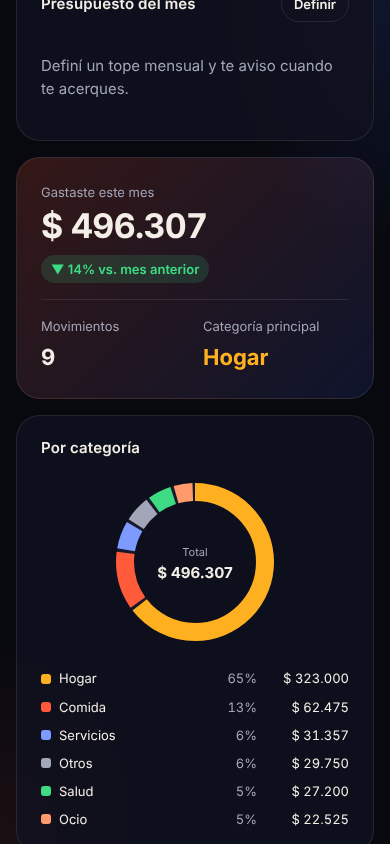 Presupuesto del mes
Definir
Definí un tope mensual y te aviso cuando
te acerques.
Gastaste este mes
$ 496.307
▼ 14% vs. mes anterior
Movimientos
Categoría principal
9
Hogar
Por categoría
Total
$ 496.307
Hogar 65% $ 323.000
Comida 13% $ 62.475
Servicios 6% $ 31.357
Otros 6% $ 29.750
Salud 5% $ 27.200
Ocio 5% $ 22.525